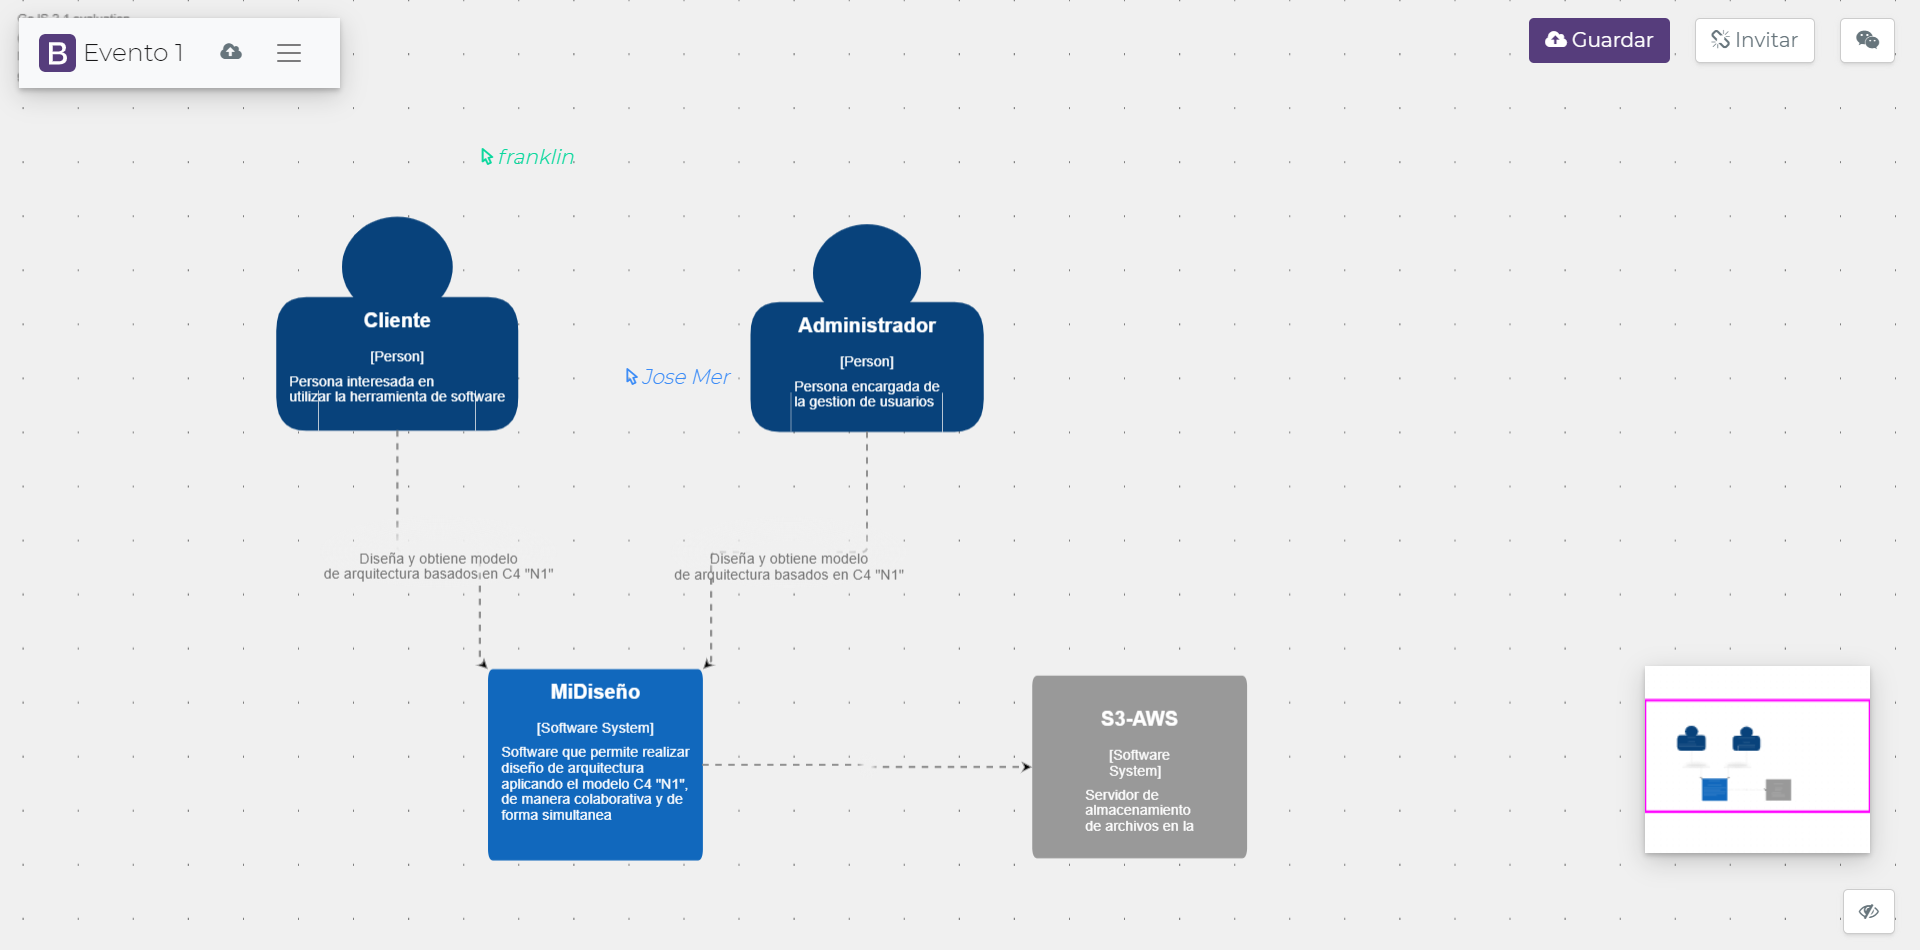 B Evento 1
Guardar
Invitar
franklin
Cliente
[Person]
Persona interesada en
utilizar la herramienta de software
Jose Mer
Administrador
[Person]
Persona encargada de
la gestion de usuarios
Diseña y obtiene modelo
de arquitectura basados en C4 "N1"
Diseña y obtiene modelo
de arquitectura basados en C4 "N1"
MiDiseño
[Software System]
Software que permite realizar
diseño de arquitectura
aplicando el modelo C4 "N1",
de manera colaborativa y de
forma simultanea
S3-AWS
[Software
System]
Servidor de
almacenamiento
de archivos en la